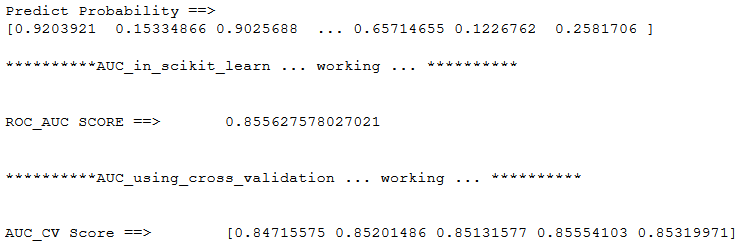 Predict Probability ==>
[0.9203921  0.15334866 0.9025688  ... 0.65714655 0.1226762  0.2581706 ]
**********AUC_in_scikit_learn ... working ... **********
ROC_AUC SCORE ==>       0.855627578027021
**********AUC_using_cross_validation ... working ... **********
AUC_CV Score ==>        [0.84715575 0.85201486 0.85131577 0.85554103 0.85319971]